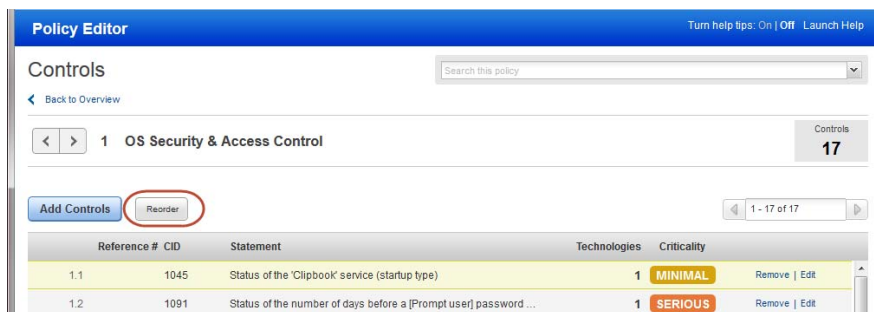 Policy Editor Turn help tips: On | Off Launch Help
Controls Search this policy
Back to Overview
1 OS Security & Access Control Controls
17
Add Controls Reorder 1 - 17 of 17
Reference # CID Statement Technologies Criticality
1.1 1045 Status of the 'Clipbook' service (startup type) 1 MINIMAL Remove | Edit
1.2 1091 Status of the number of days before a [Prompt user] password ... 1 SERIOUS Remove | Edit